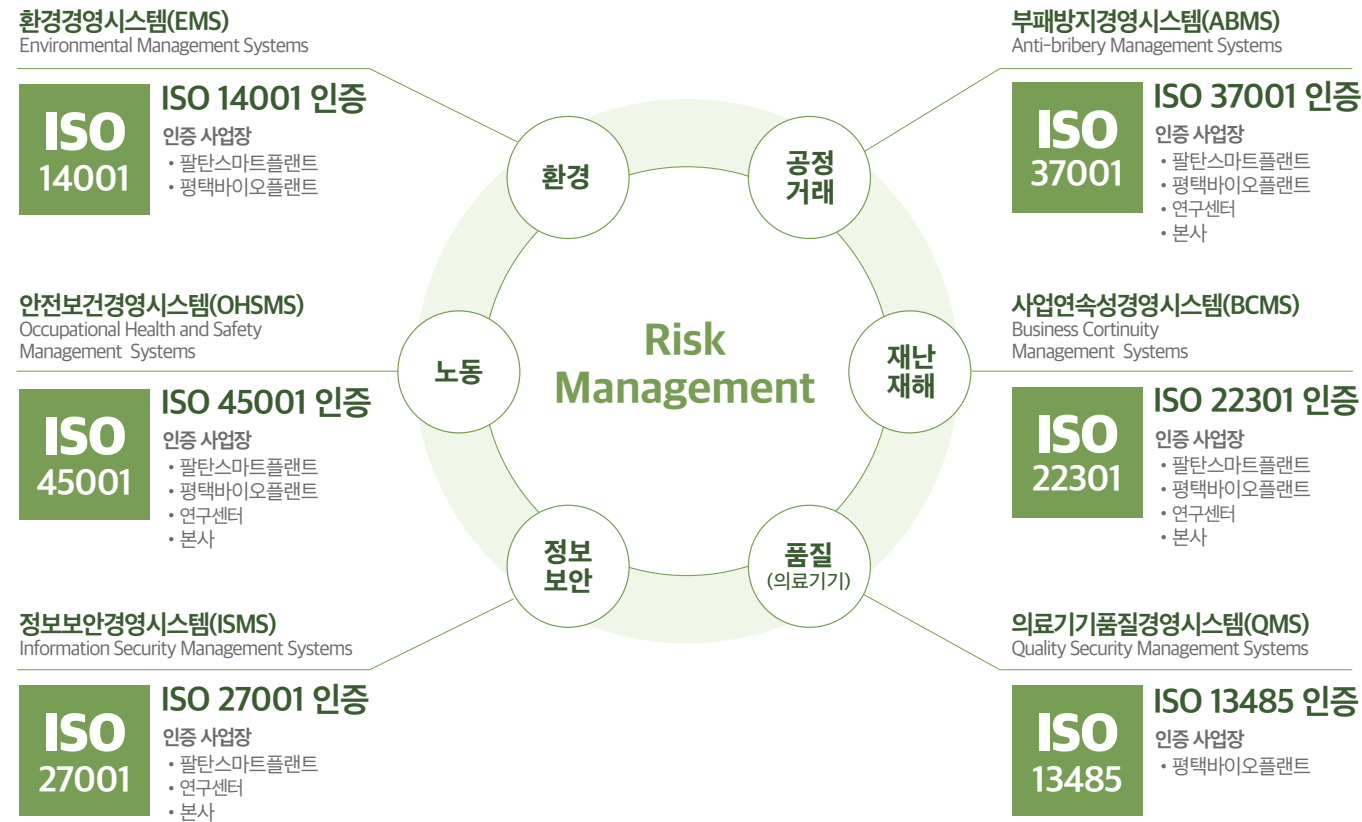 환경경영시스템(EMS)
Environmental Management Systems
ISO
14001
ISO 14001 인증
인증 사업장
• 팔탄스마트플랜트
• 평택바이오플랜트
안전보건경영시스템(OHSMS)
Occupational Health and Safety
Management Systems
ISO
45001
ISO 45001 인증
인증 사업장
• 팔탄스마트플랜트
• 평택바이오플랜트
• 연구센터
• 본사
정보보안경영시스템(ISMS)
Information Security Management Systems
ISO
27001
ISO 27001 인증
인증 사업장
• 팔탄스마트플랜트
• 연구센터
• 본사
환경
공정
거래
노동
Risk
Management
재난
재해
정보
보안
품질
(의료기기)
부패방지경영시스템(ABMS)
Anti-bribery Management Systems
ISO
37001
ISO 37001 인증
인증 사업장
• 팔탄스마트플랜트
• 평택바이오플랜트
• 연구센터
• 본사
사업연속성경영시스템(BCMS)
Business Cortinuity
Management Systems
ISO
22301
ISO 22301 인증
인증 사업장
• 팔탄스마트플랜트
• 평택바이오플랜트
• 연구센터
• 본사
의료기기품질경영시스템(QMS)
Quality Security Management Systems
ISO
13485
ISO 13485 인증
인증 사업장
• 평택바이오플랜트